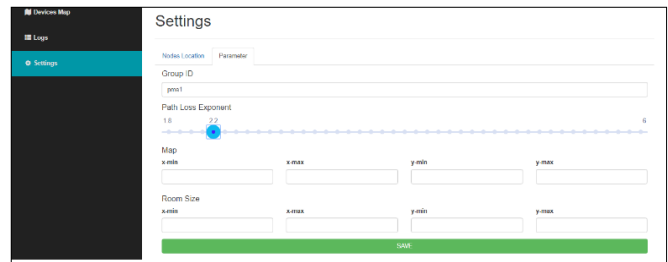 Devices Map
Settings
Logs
Settings
Nodes Location Parameter
Group ID
pms1
Path Loss Exponent
1.8 2.2 6
Map
x-min x-max y-min y-max
Room Size
x-min x-max y-min y-max
SAVE